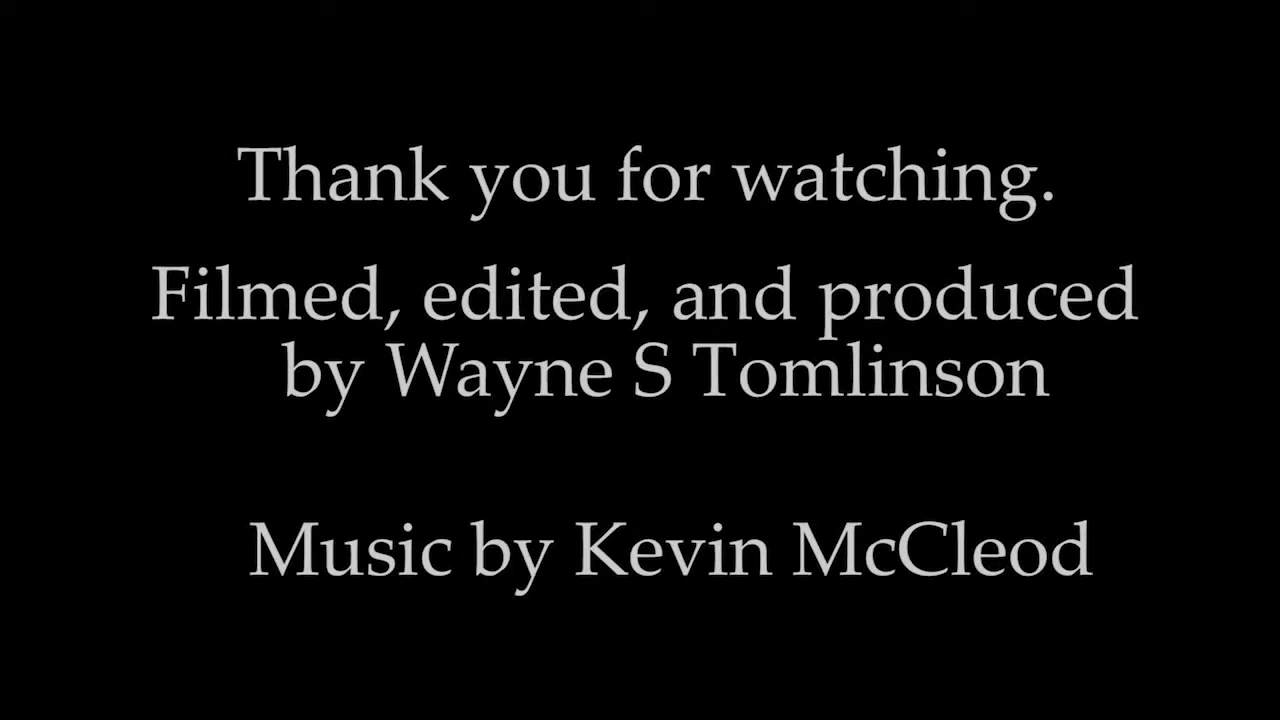 Thank you for watching.
Filmed, edited, and produced
by Wayne S Tomlinson
Music by Kevin McCleod